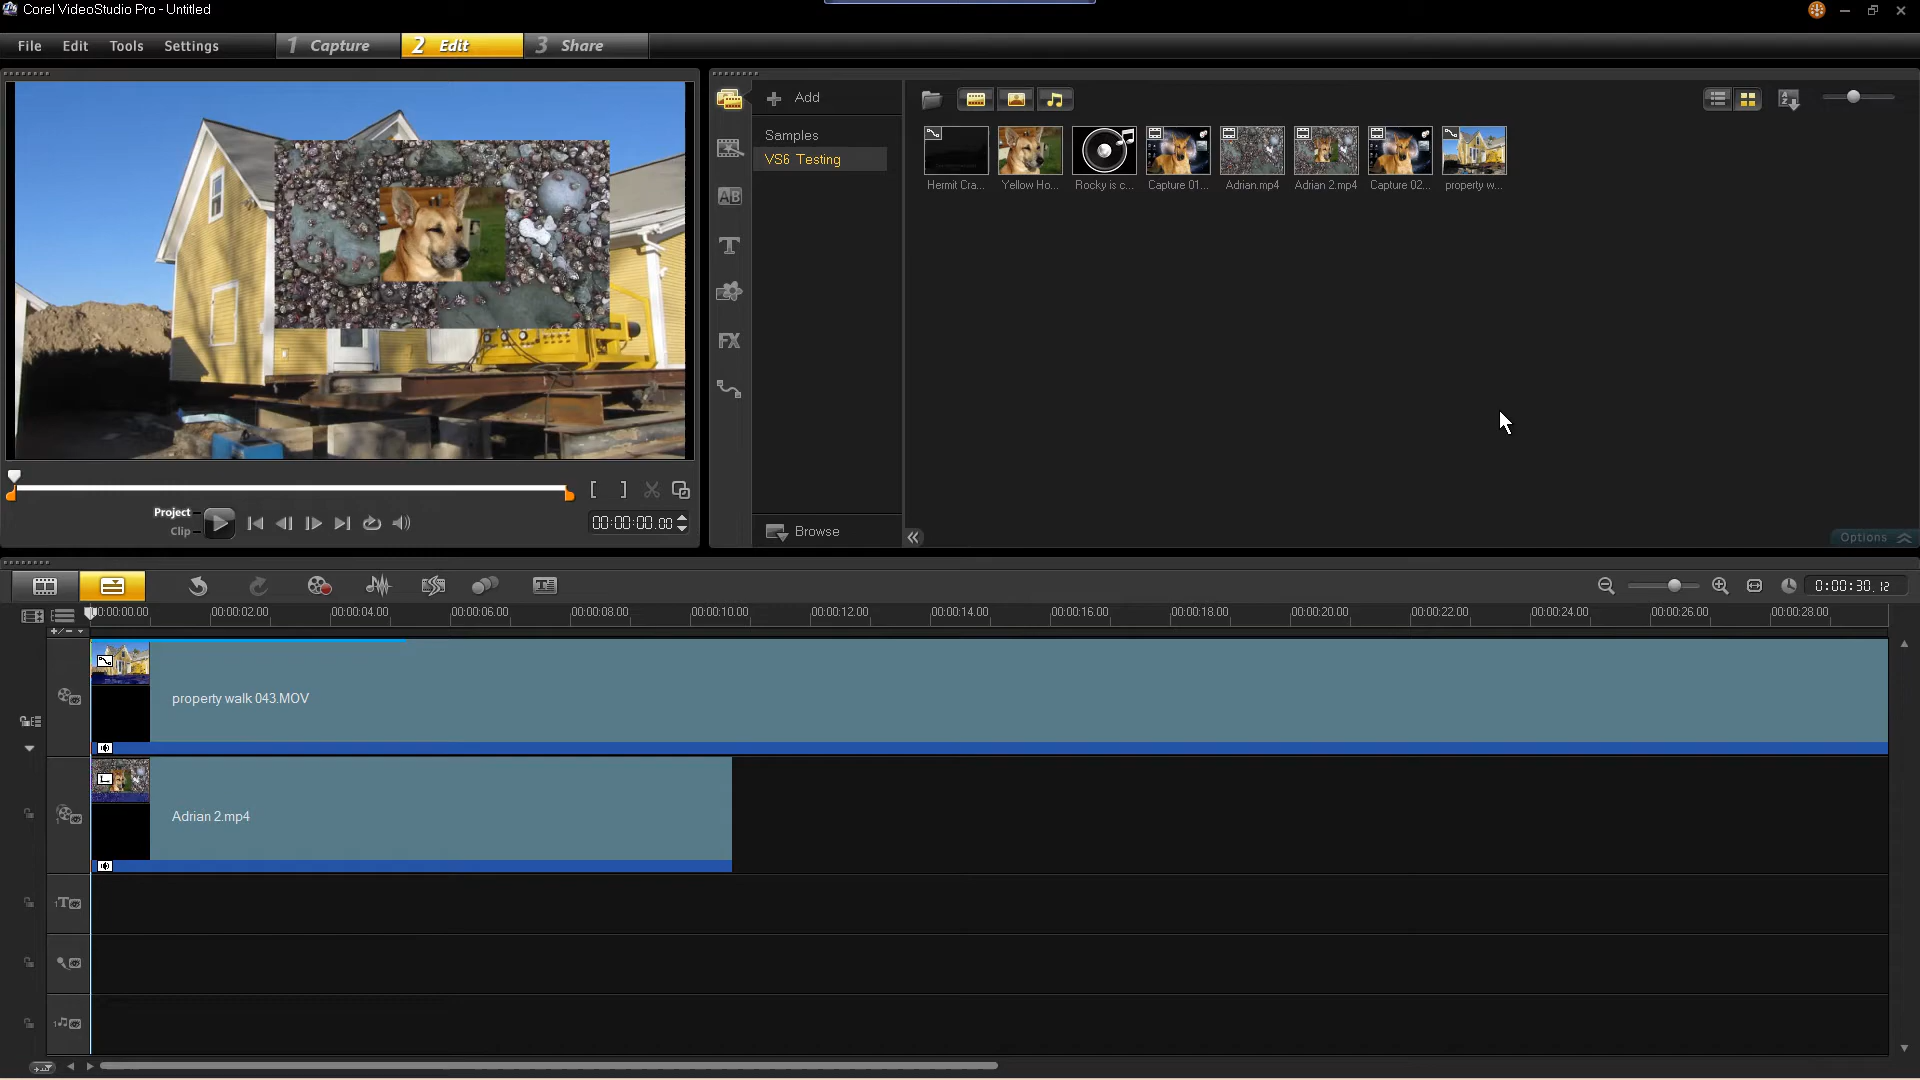 Corel VideoStudio Pro - Untitled
File Edit Tools Settings 1 Capture 2 Edit 3 Share
Add
Samples
VS6 Testing
Hermit Cra... Yellow Ho... Rocky is c... Capture 01... Adrian.mp4 Adrian 2.mp4 Capture 02... property w...
AB
T
FX
Project
Clip
00:00:00.00
Browse
Options
0:00:30.12
00:00:00.00 00:00:02.00 00:00:04.00 00:00:06.00 00:00:08.00 00:00:10.00 00:00:12.00 00:00:14.00 00:00:16.00 00:00:18.00 00:00:20.00 00:00:22.00 00:00:24.00 00:00:26.00 00:00:28.00
property walk 043.MOV
Adrian 2.mp4